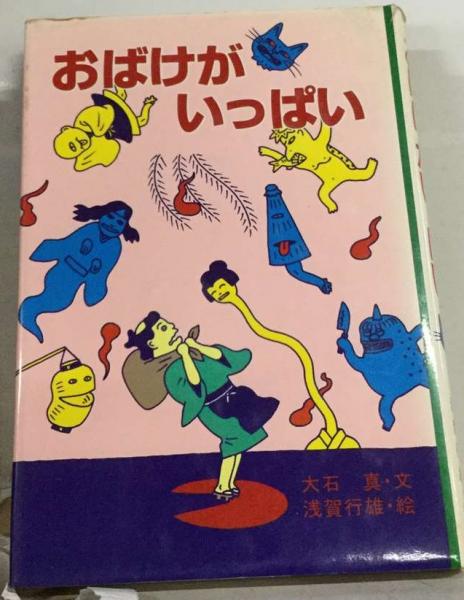 おばけが
いっぱい
大石 真・文
浅賀行雄・絵